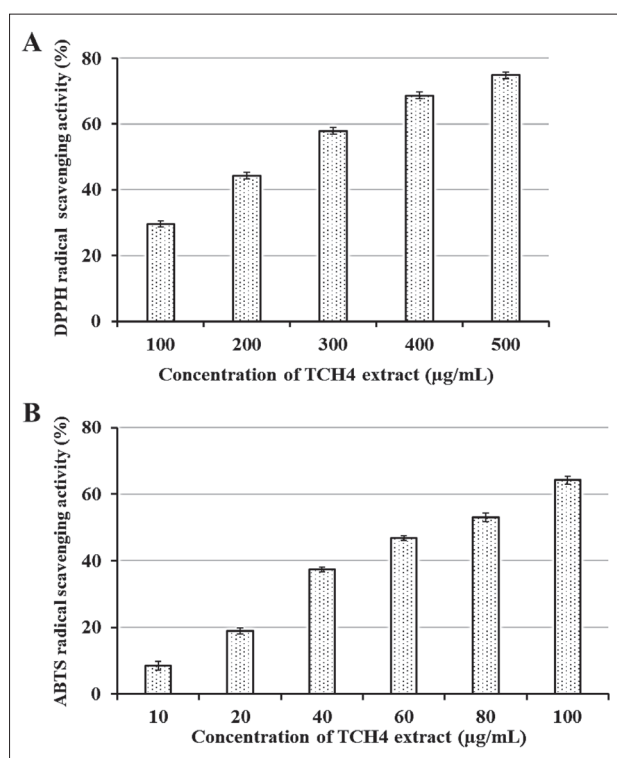 A
DPPH radical scavenging activity (%)
80
60
40
20
0
100 200 300 400 500
Concentration of TCH4 extract (µg/mL)
B
ABTS radical scavenging activity (%)
80
60
40
20
0
10 20 40 60 80 100
Concentration of TCH4 extract (µg/mL)